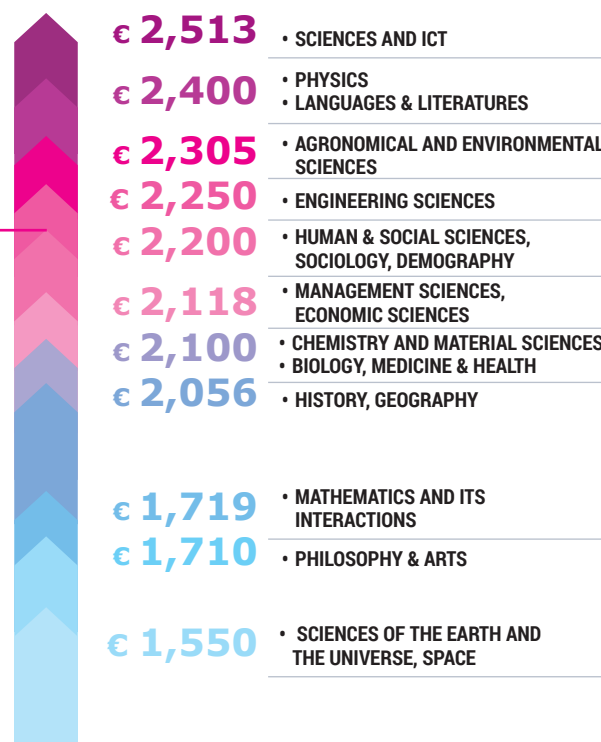 € 2,513 • SCIENCES AND ICT
€ 2,400 • PHYSICS
• LANGUAGES & LITERATURES
€ 2,305 • AGRONOMICAL AND ENVIRONMENTAL
SCIENCES
€ 2,250 • ENGINEERING SCIENCES
€ 2,200 • HUMAN & SOCIAL SCIENCES,
SOCIOLOGY, DEMOGRAPHY
€ 2,118 • MANAGEMENT SCIENCES,
ECONOMIC SCIENCES
€ 2,100 • CHEMISTRY AND MATERIAL SCIENCES
• BIOLOGY, MEDICINE & HEALTH
€ 2,056 • HISTORY, GEOGRAPHY
€ 1,719 • MATHEMATICS AND ITS
INTERACTIONS
€ 1,710 • PHILOSOPHY & ARTS
€ 1,550 • SCIENCES OF THE EARTH AND
THE UNIVERSE, SPACE